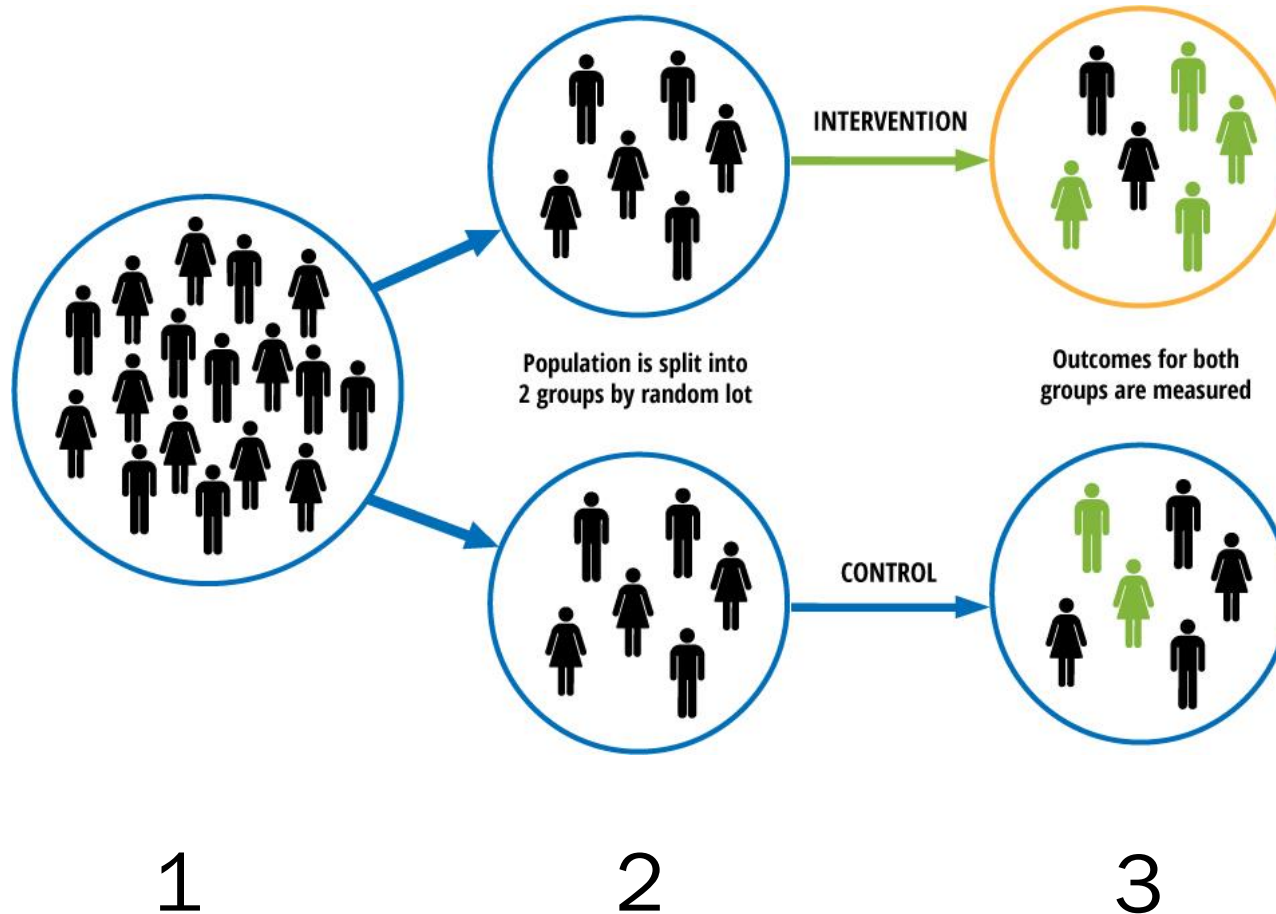 INTERVENTION
Population is split into
2 groups by random lot
Outcomes for both
groups are measured
CONTROL
1
2
3